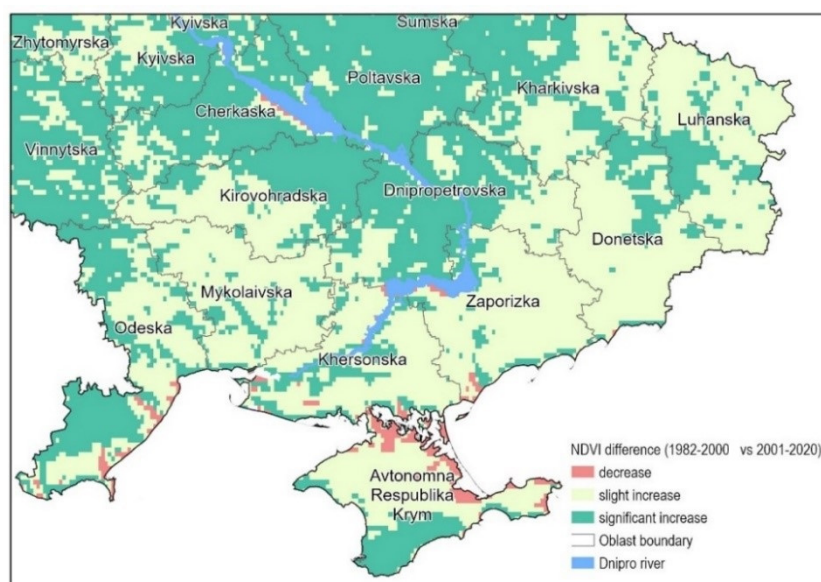 Kyivska
Sumska
Zhytomyrska
Kyivska
Poltavska
Kharkivska
Cherkaska
Luhanska
Vinnytska
Kirovohradska
Dnipropetrovska
Donetska
Mykolaivska
Zaporizka
Odeska
Khersonska
Avtonomna
Respublika
Krym
NDVI difference (1982-2000 vs 2001-2020)
decrease
slight increase
significant increase
Oblast boundary
Dnipro river